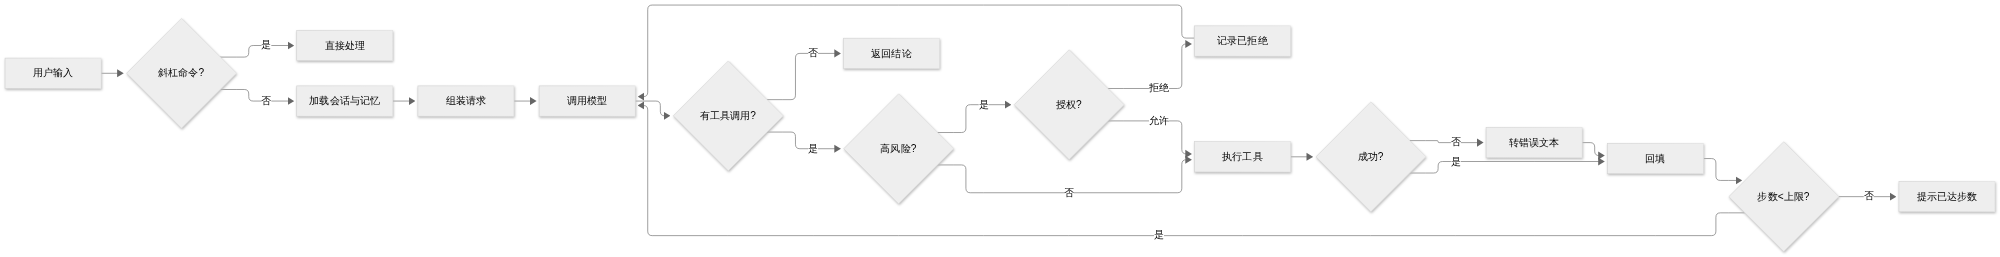 用户输入
斜杠命令?
是
直接处理
否
加载会话与记忆
组装请求
调用模型
有工具调用?
否
返回结论
是
高风险?
是
授权?
拒绝
记录已拒绝
允许
否
执行工具
成功?
否
转错误文本
是
回填
步数<上限?
否
提示已达步数
是